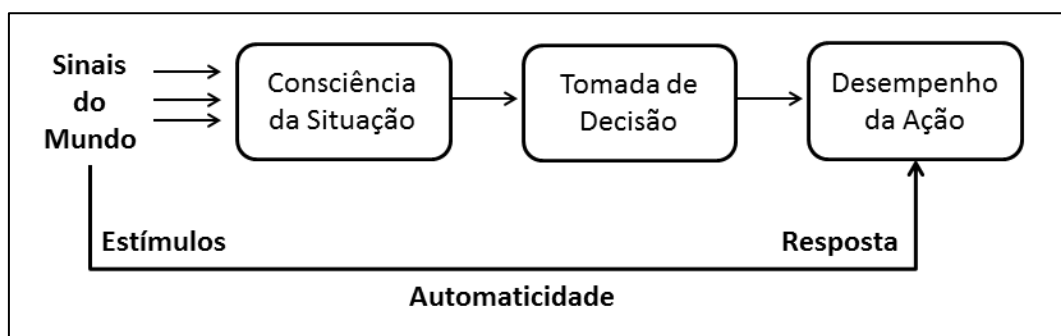 Sinais
do
Mundo
Consciência
da Situação
Tomada de
Decisão
Desempenho
da Ação
Estímulos
Resposta
Automaticidade